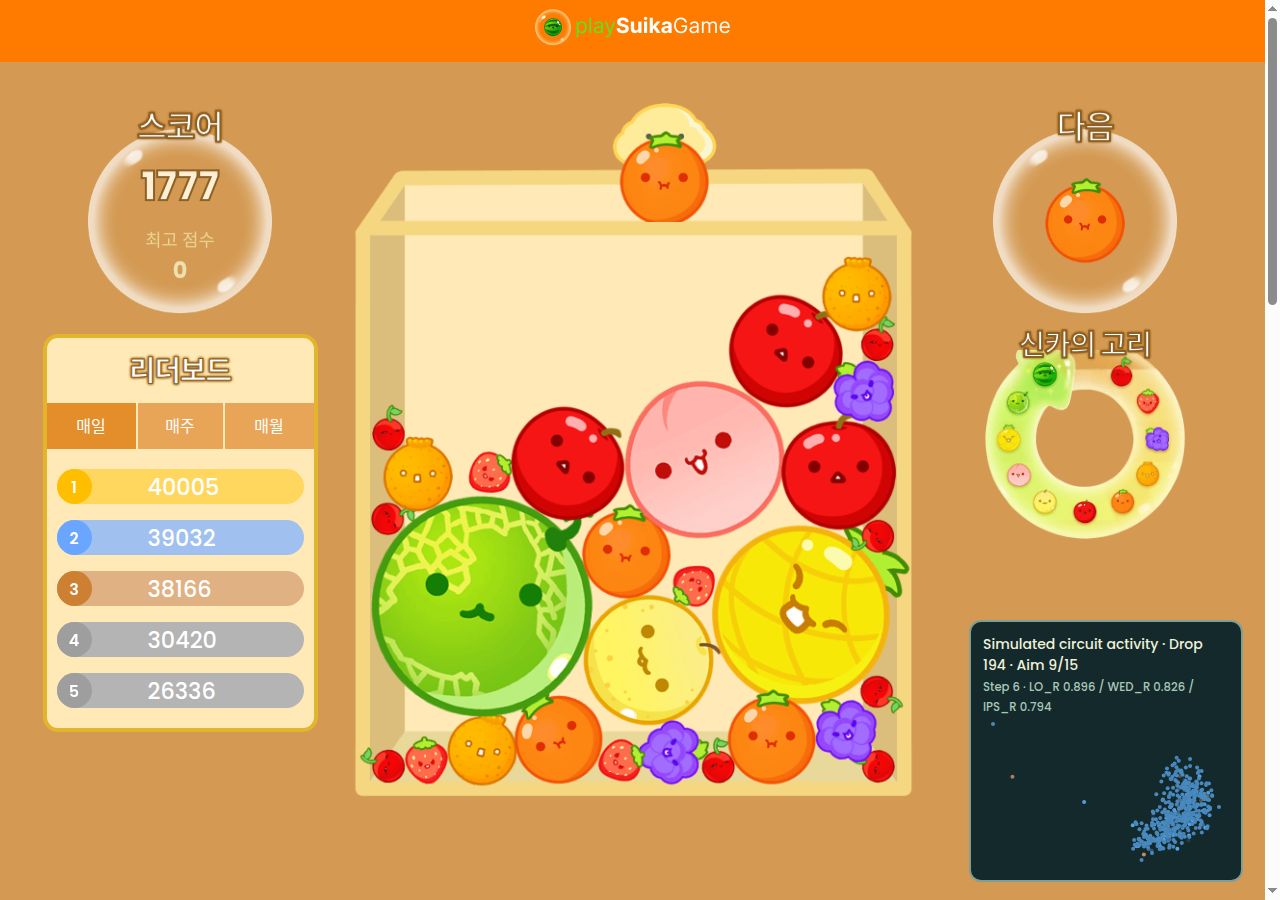 playSuikaGame
스코어
1777
최고 점수
0
리더보드
매일 매주 매월
1 40005
2 39032
3 38166
4 30420
5 26336
다음
신카의 고리
Simulated circuit activity · Drop
194 · Aim 9/15
Step 6 · LO_R 0.896 / WED_R 0.826 /
IPS_R 0.794